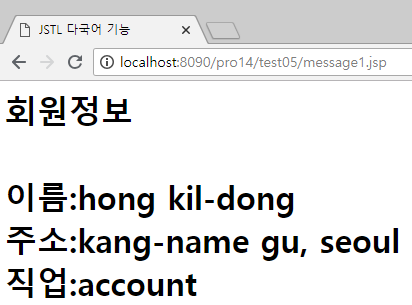 JSTL 다국어 기능
localhost:8090/pro14/test05/message1.jsp
회원정보
이름:hong kil-dong
주소:kang-name gu, seoul
직업:account